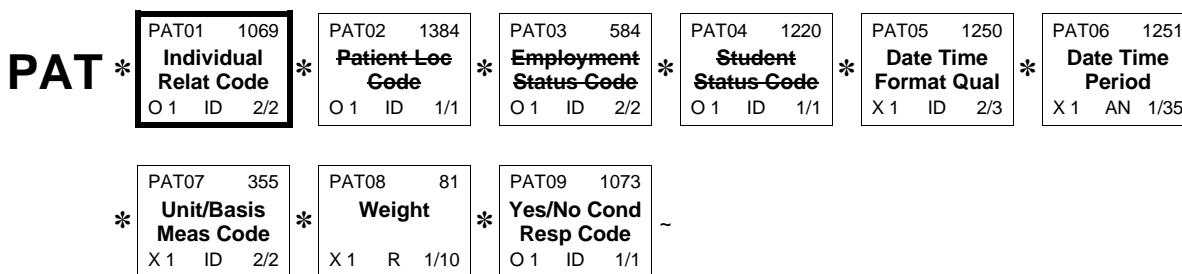 PAT01 1069 PAT02 1384 PAT03 584 PAT04 1220 PAT05 1250 PAT06 1251
PAT * Individual * Patient Loc * Employment * Student * Date Time * Date Time
Relat Code Code Status Code Status Code Format Qual Period
O 1 ID 2/2 O 1 ID 1/1 O 1 ID 2/2 O 1 ID 1/1 X 1 ID 2/3 X 1 AN 1/35
PAT07 355 PAT08 81 PAT09 1073
* Unit/Basis * Weight * Yes/No Cond ~
Meas Code Resp Code
X 1 ID 2/2 X 1 R 1/10 O 1 ID 1/1